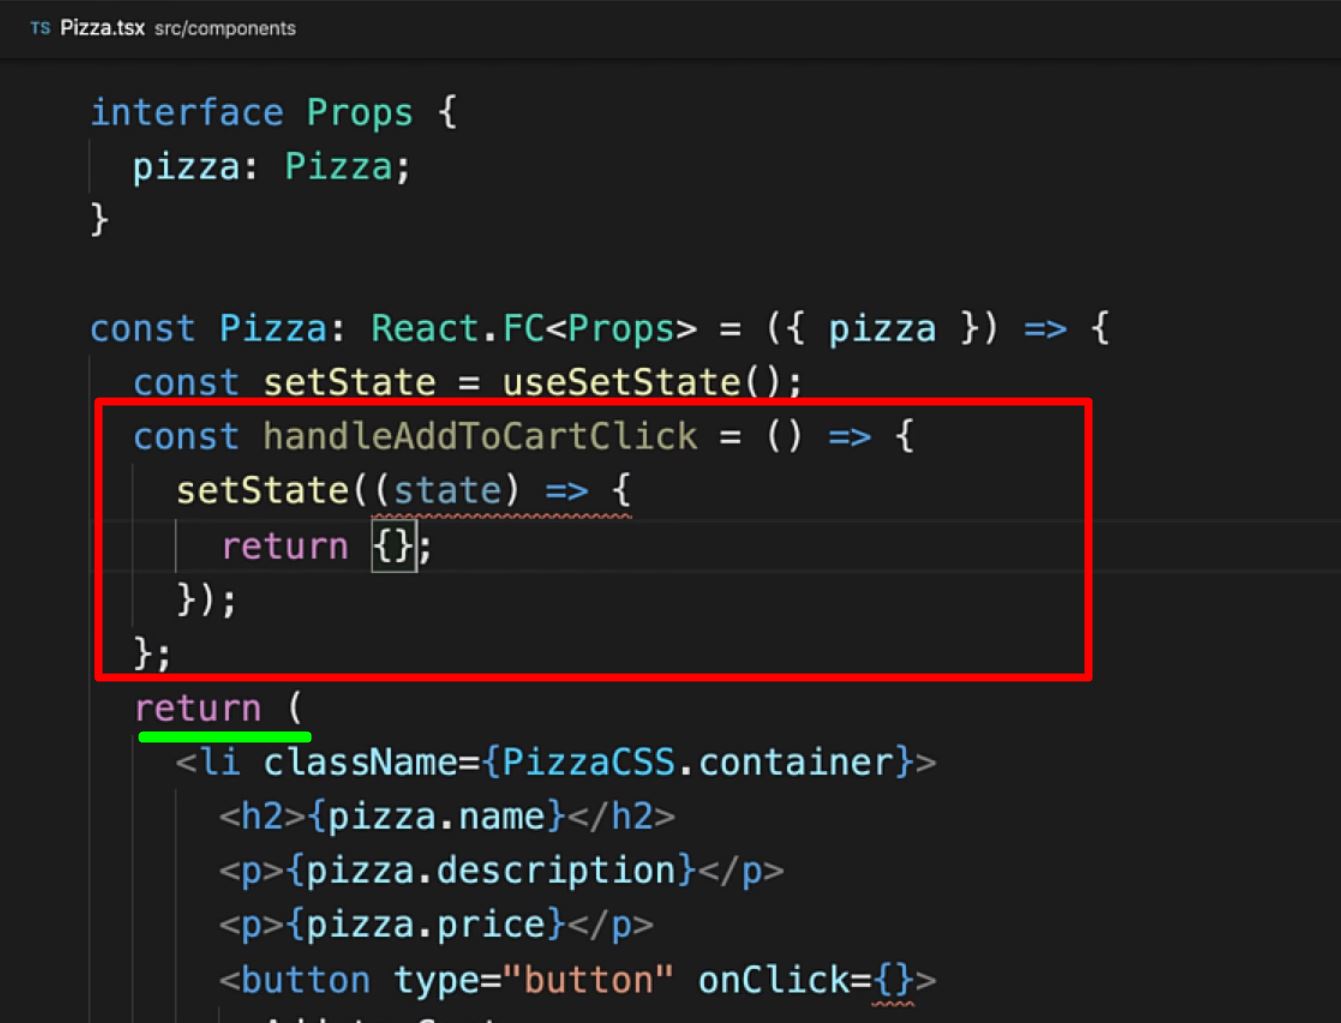 TS Pizza.tsx src/components
interface Props {
pizza: Pizza;
}
const Pizza: React.FC<Props> = ({ pizza }) => {
const setState = useSetState();
const handleAddToCartClick = () => {
setState((state) => {
return {};
});
};
return (
<li className={PizzaCSS.container}>
<h2>{pizza.name}</h2>
<p>{pizza.description}</p>
<p>{pizza.price}</p>
<button type="button" onClick={}>